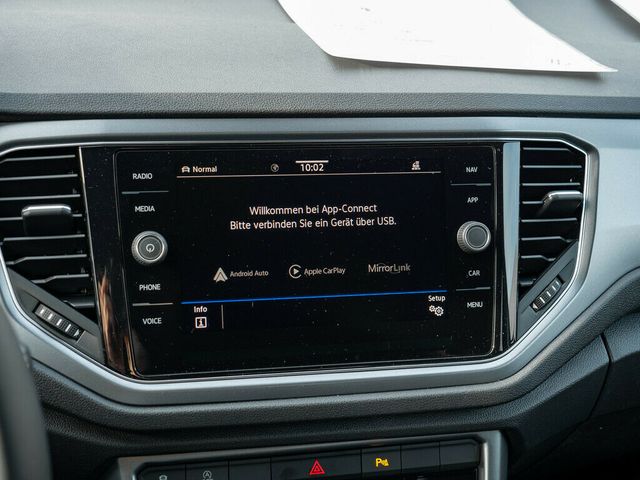 Normal
10:02
RADIO
NAV
MEDIA
APP
Willkommen bei App-Connect
Bitte verbinden Sie ein Gerät über USB.
Android Auto
Apple CarPlay
MirrorLink
PHONE
CAR
Info
Setup
VOICE
MENU